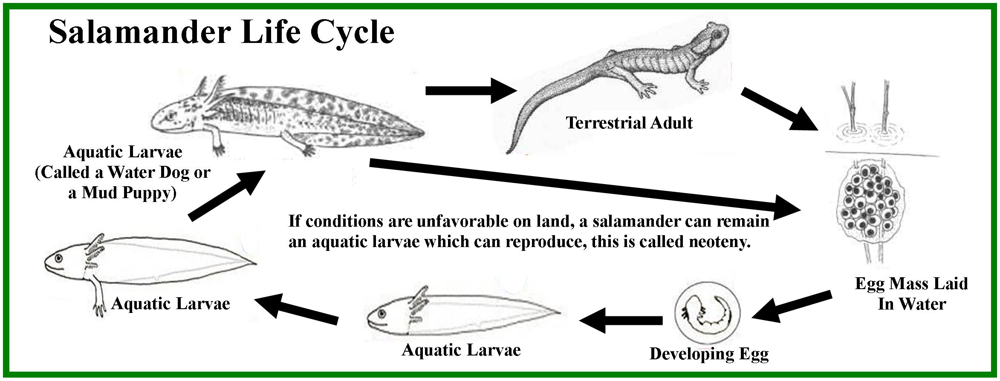 Salamander Life Cycle
Terrestrial Adult
Aquatic Larvae
(Called a Water Dog or
a Mud Puppy)
If conditions are unfavorable on land, a salamander can remain
an aquatic larvae which can reproduce, this is called neoteny.
Egg Mass Laid
In Water
Aquatic Larvae
Aquatic Larvae
Developing Egg